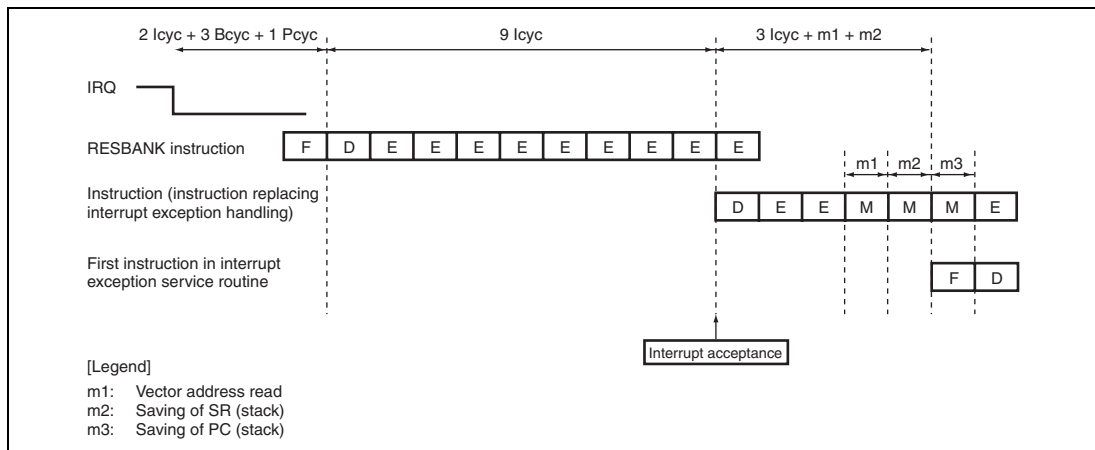 2 Icyc + 3 Bcyc + 1 Pcyc 9 Icyc 3 Icyc + m1 + m2
IRQ
RESBANK instruction F D E E E E E E E E E
m1 m2 m3
Instruction (instruction replacing
interrupt exception handling)
D E E M M M E
First instruction in interrupt
exception service routine
F D
Interrupt acceptance
[Legend]
m1: Vector address read
m2: Saving of SR (stack)
m3: Saving of PC (stack)